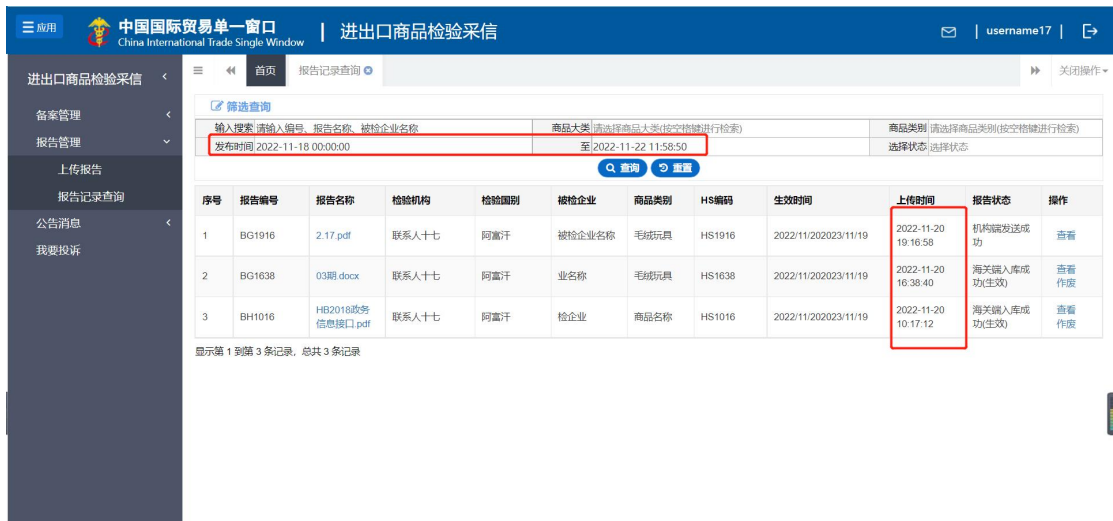 应用
中国国际贸易单一窗口
China International Trade Single Window
进出口商品检验采信
username17
进出口商品检验采信
首页 报告记录查询 关闭操作
备案管理
报告管理
上传报告
报告记录查询
公告消息
我要投诉
筛选查询
输入搜索 请输入编号、报告名称、被检企业名称 商品大类 请选择商品大类(按空格键进行检索) 商品类别 请选择商品类别(按空格键进行检索)
发布时间 2022-11-18 00:00:00 至 2022-11-22 11:58:50 选择状态 选择状态
查询 重置
序号 报告编号 报告名称 检验机构 检验国别 被检企业 商品类别 HS编码 生效时间 上传时间 报告状态 操作
1 BG1916 2.17.pdf 联系人十七 阿富汗 被检企业名称 毛绒玩具 HS1916 2022/11/202023/11/19 2022-11-20 机构端发送成 查看
19:16:58 功
2 BG1638 03期.docx 联系人十七 阿富汗 业名称 毛绒玩具 HS1638 2022/11/202023/11/19 2022-11-20 海关端入库成 查看
16:38:40 功(生效) 作废
3 BH1016 HB2018政务 联系人十七 阿富汗 检企业 商品名称 HS1016 2022/11/202023/11/19 2022-11-20 海关端入库成 查看
信息接口.pdf 10:17:12 功(生效) 作废
显示第 1 到第 3 条记录，总共 3 条记录